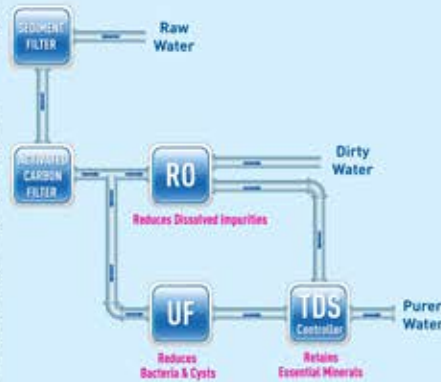 SEDIMENT
FILTER
Raw
Water
ACTIVATED
CARBON
FILTER
RO
Dirty
Water
Reduces Dissolved Impurities
UF
TDS
Controller
Purer
Water
Reduces
Bacteria & Cysts
Retains
Essential Minerals